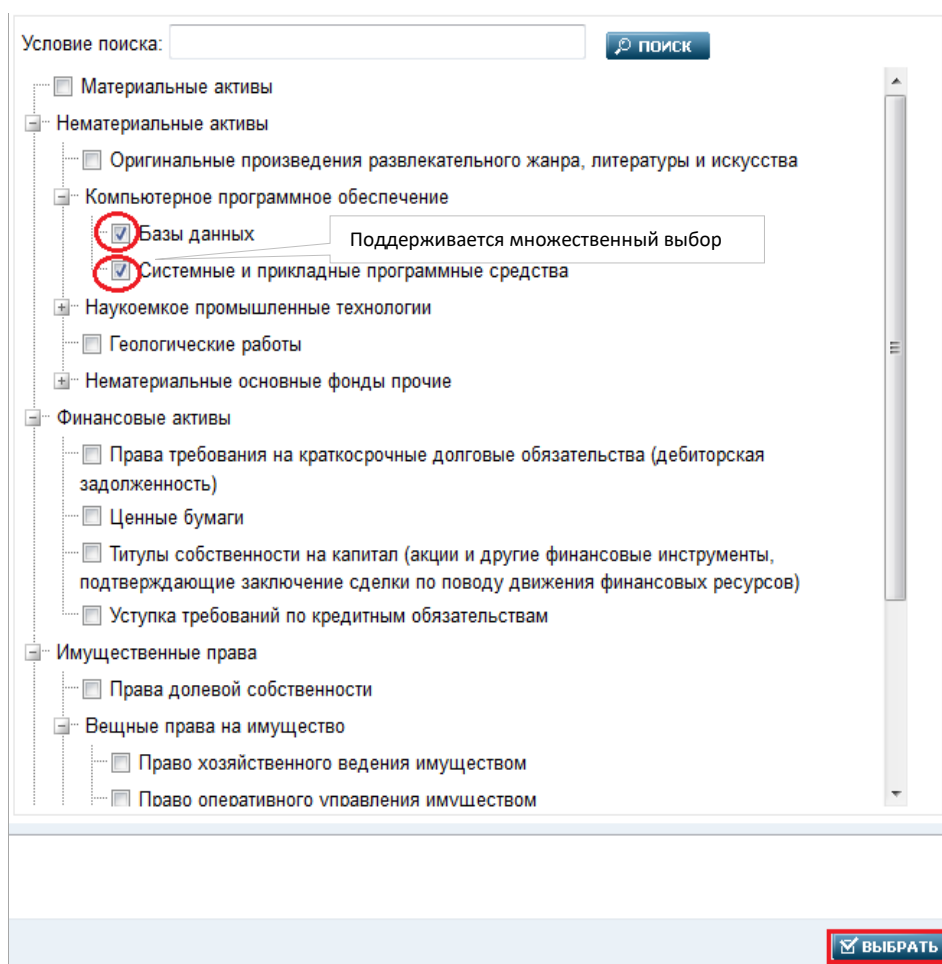 Условие поиска:
ПОИСК
Материальные активы
Нематериальные активы
Оригинальные произведения развлекательного жанра, литературы и искусства
Компьютерное программное обеспечение
Базы данных
Поддерживается множественный выбор
Системные и прикладные программные средства
Наукоемкое промышленные технологии
Геологические работы
Нематериальные основные фонды прочие
Финансовые активы
Права требования на краткосрочные долговые обязательства (дебиторская
задолженность)
Ценные бумаги
Титулы собственности на капитал (акции и другие финансовые инструменты,
подтверждающие заключение сделки по поводу движения финансовых ресурсов)
Уступка требований по кредитным обязательствам
Имущественные права
Права долевой собственности
Вещные права на имущество
Право хозяйственного ведения имуществом
Право оперативного управления имуществом
ВЫБРАТЬ